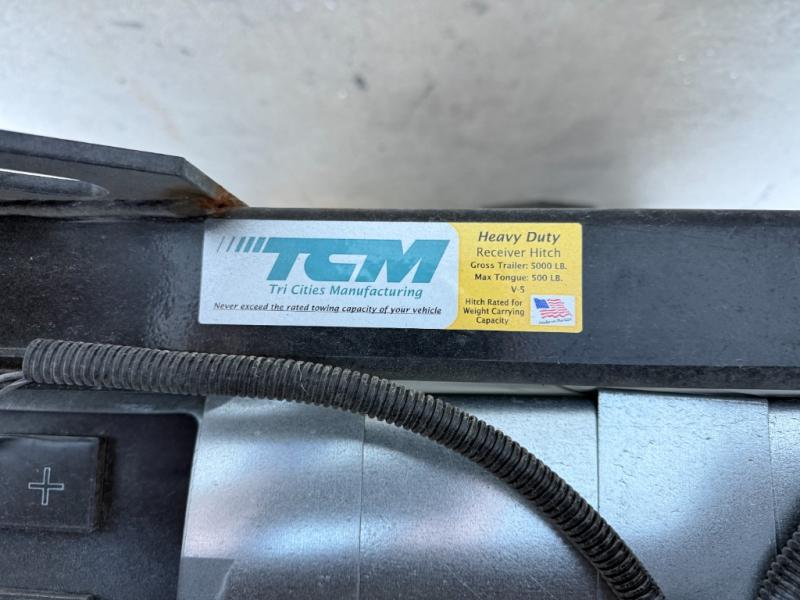 TCM
Tri Cities Manufacturing
Never exceed the rated towing capacity of your vehicle
Heavy Duty
Receiver Hitch
Gross Trailer: 5000 LB.
Max Tongue: 500 LB.
V-5
Hitch Rated for
Weight Carrying
Capacity
+